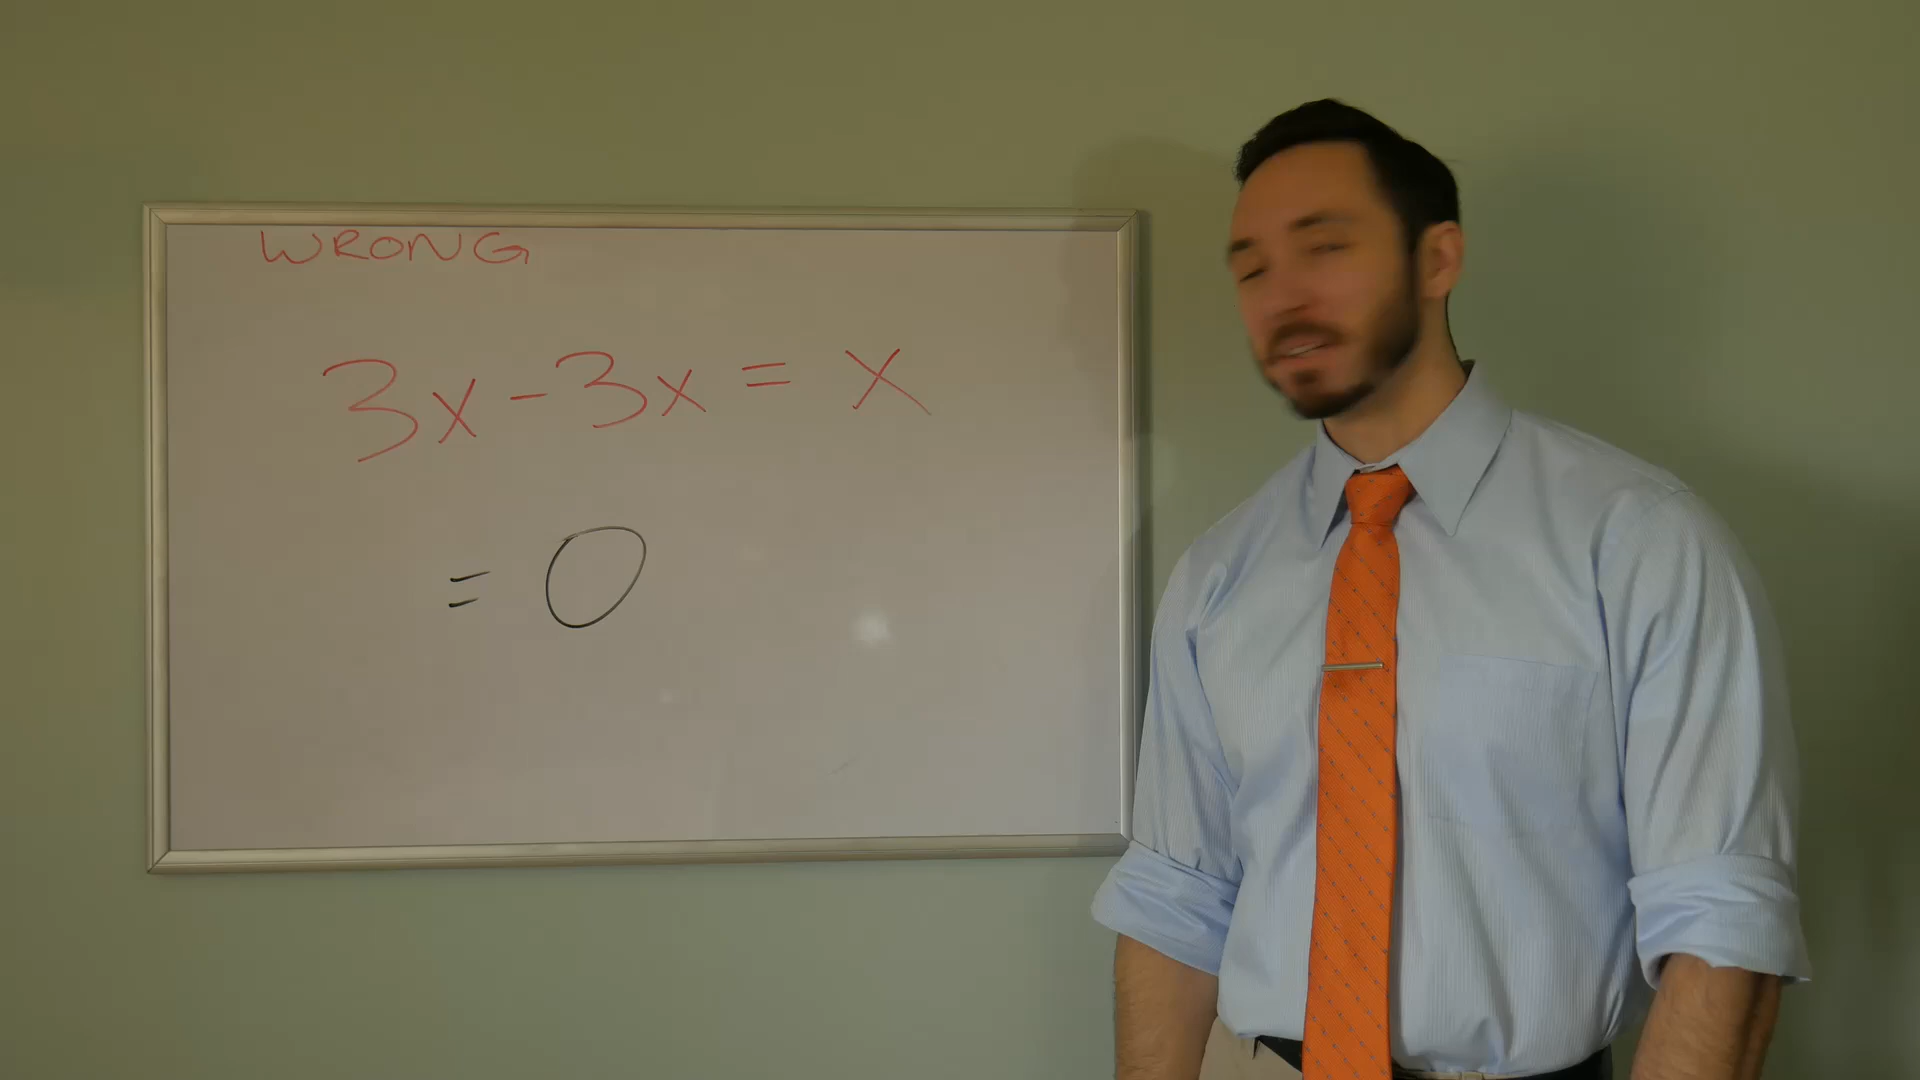 WRONG
3x - 3x = x
= 0